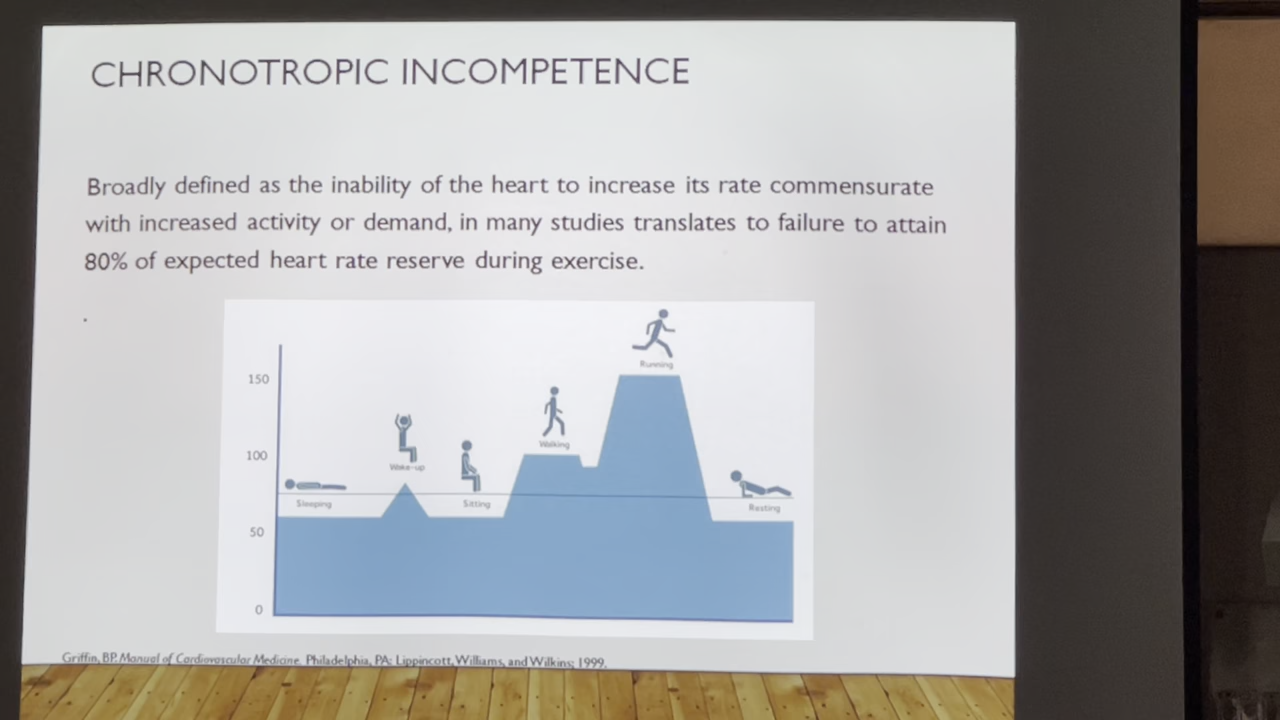 CHRONOTROPIC INCOMPETENCE
Broadly defined as the inability of the heart to increase its rate commensurate
with increased activity or demand, in many studies translates to failure to attain
80% of expected heart rate reserve during exercise.
.
Running
150
Walking
100
Wake-up
Sleeping
Sitting
Resting
50
0
Griffin, BP. Manual of Cardiovascular Medicine. Philadelphia, PA: Lippincott, Williams, and Wilkins; 1999.